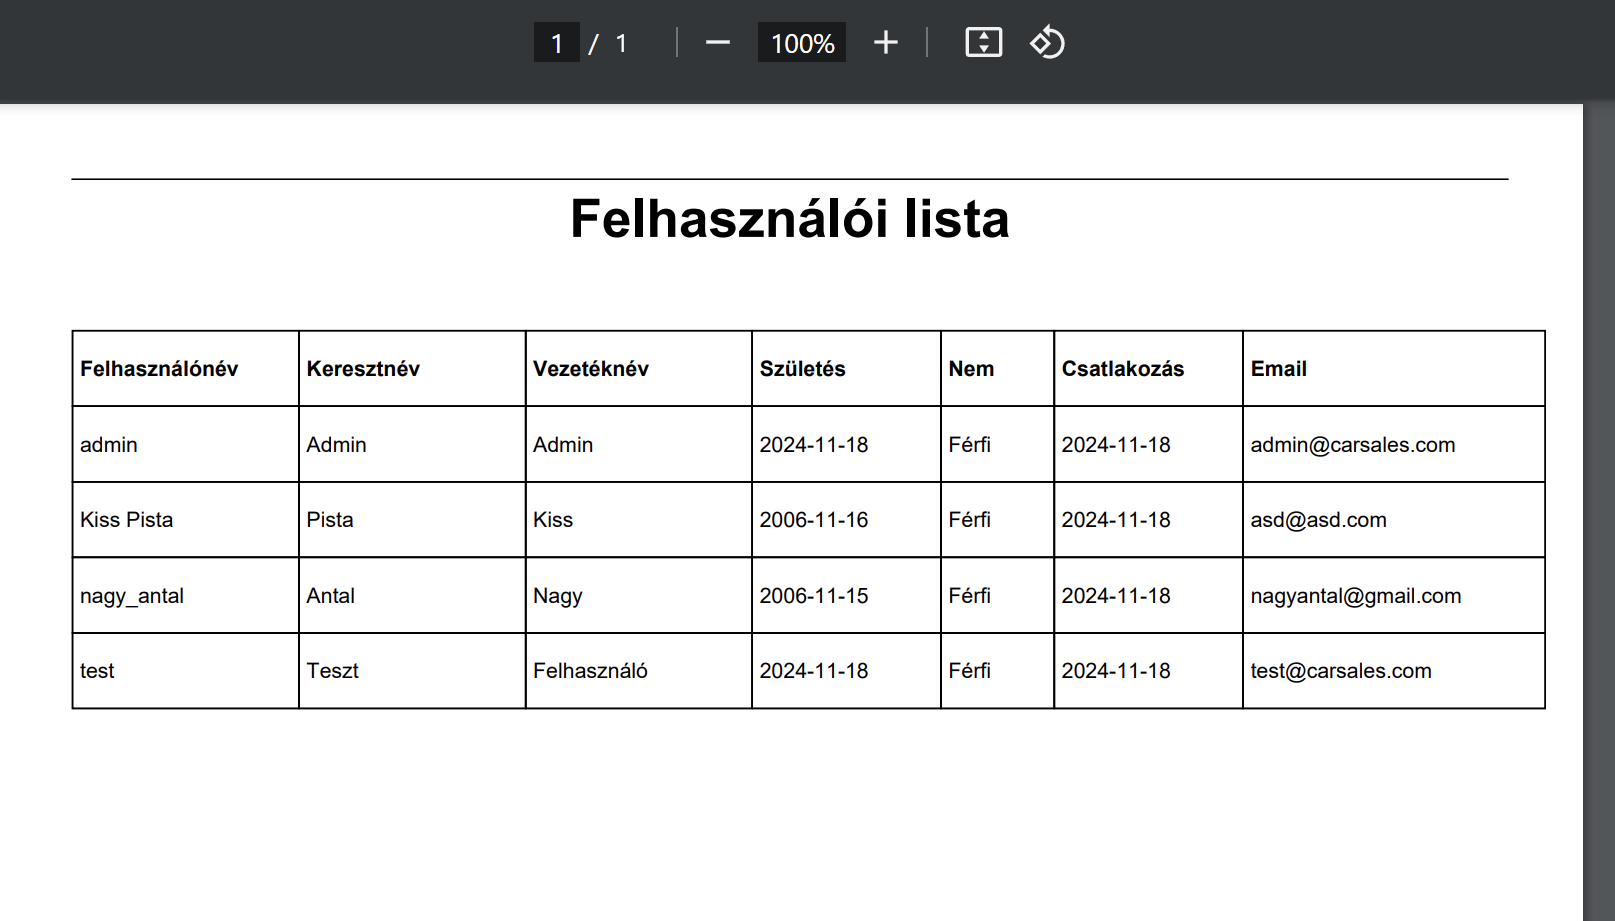 1 / 1 100%
Felhasználói lista
Felhasználónév Keresztnév Vezetéknév Születés Nem Csatlakozás Email
admin Admin Admin 2024-11-18 Férfi 2024-11-18 admin@carsales.com
Kiss Pista Pista Kiss 2006-11-16 Férfi 2024-11-18 asd@asd.com
nagy_antal Antal Nagy 2006-11-15 Férfi 2024-11-18 nagyantal@gmail.com
test Teszt Felhasználó 2024-11-18 Férfi 2024-11-18 test@carsales.com